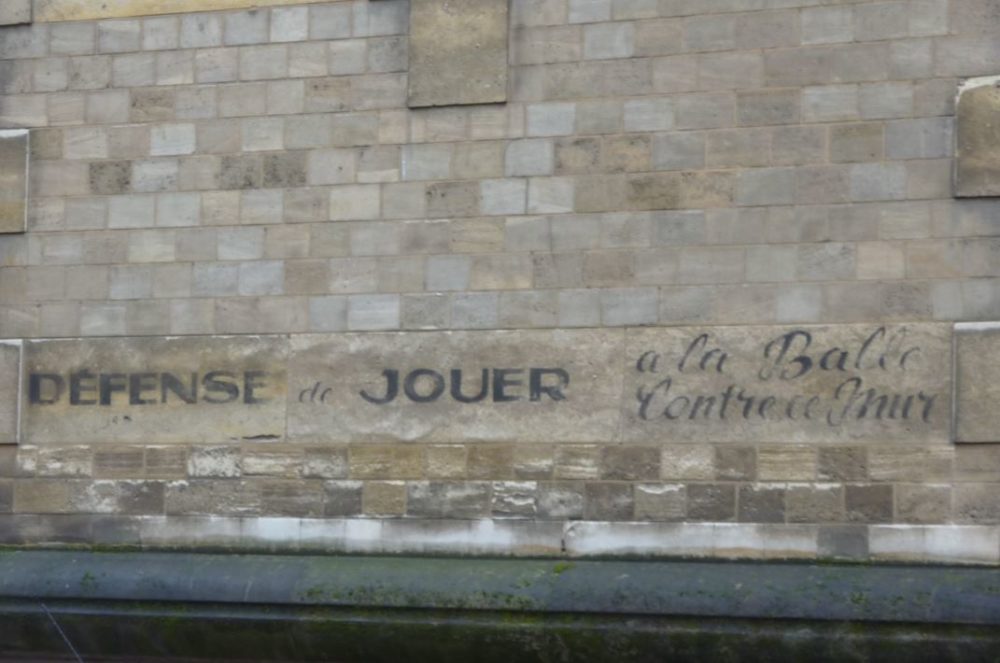 DÉFENSE de JOUER a la Balle
Contre ce Mur